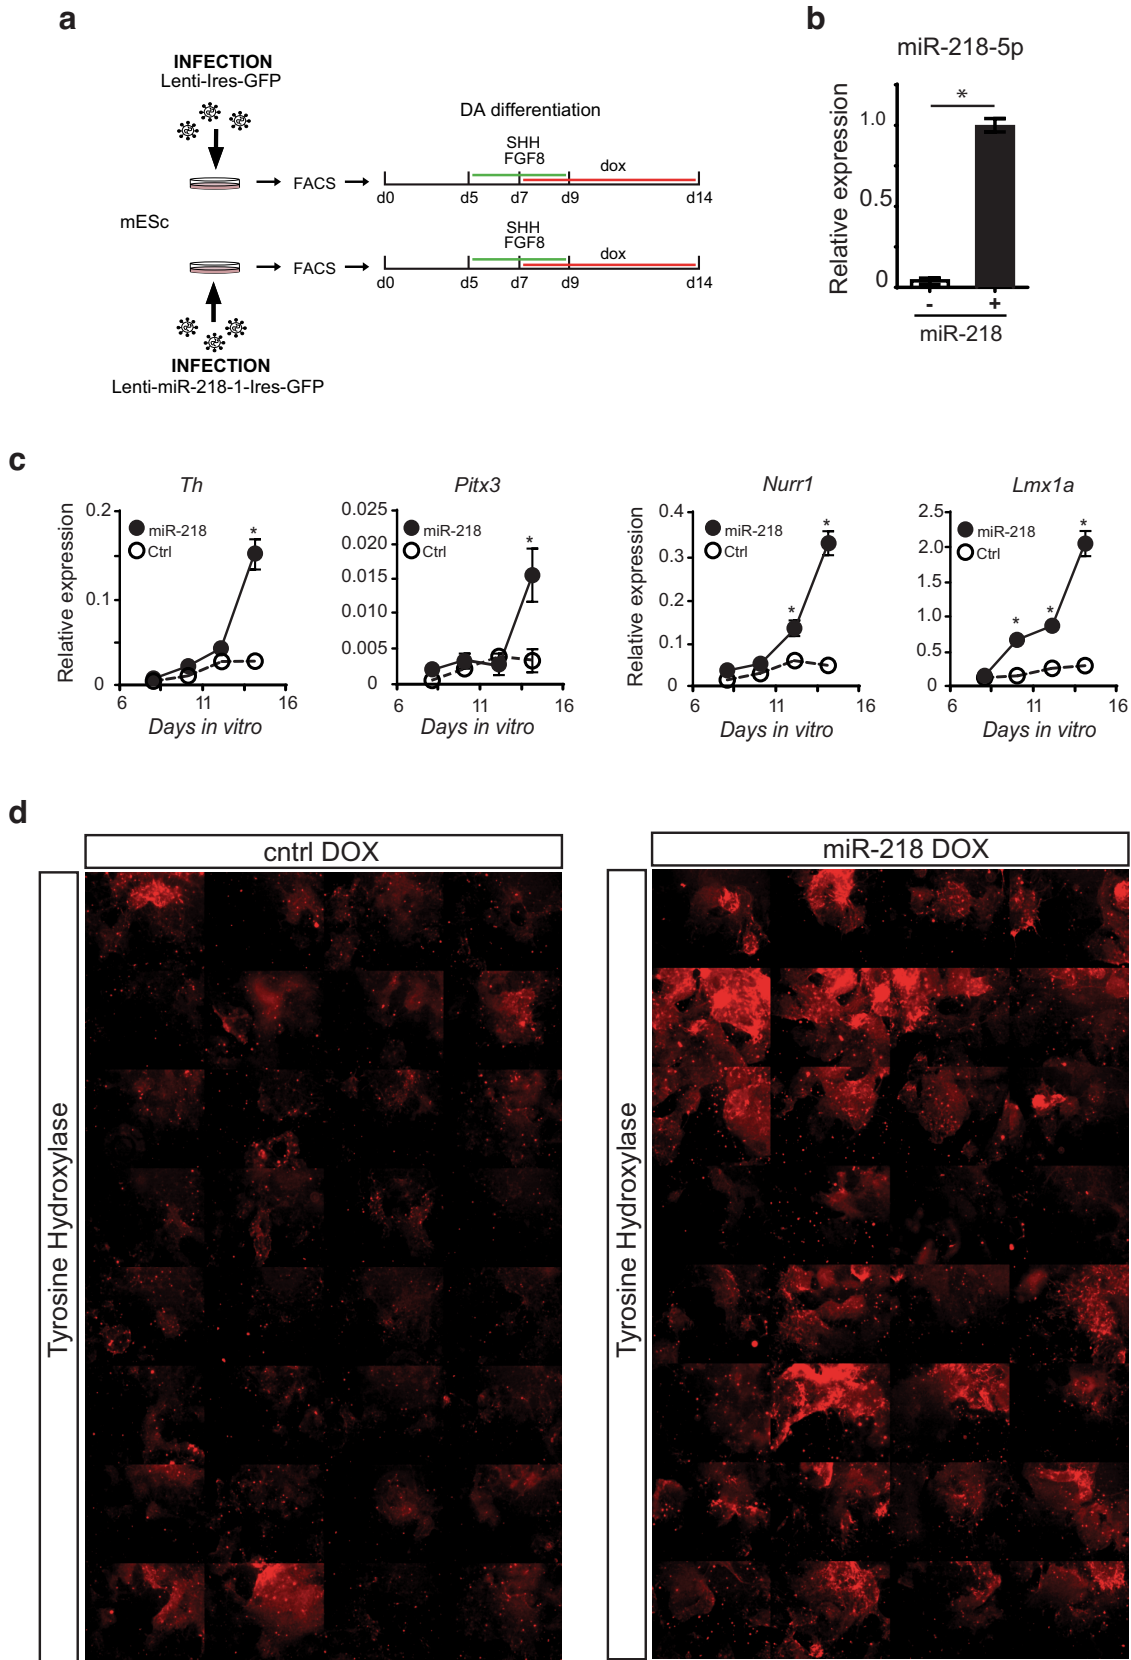 a
INFECTION
Lenti-Ires-GFP
mESc
FACS
DA differentiation
SHH
FGF8
dox
d0 d5 d7 d9 d14
FACS
SHH
FGF8
dox
d0 d5 d7 d9 d14
INFECTION
Lenti-miR-218-1-Ires-GFP
b
miR-218-5p
Relative expression
1.0
0.5
0
*
- +
miR-218
c
Th
Relative expression
0.2
0.1
0
miR-218
Ctrl
*
6 11 16
Days in vitro
Pitx3
0.025
0.020
0.015
0.010
0.005
0
miR-218
Ctrl
*
6 11 16
Days in vitro
Nurr1
Relative expression
0.4
0.3
0.2
0.1
0
miR-218
Ctrl
* *
6 11 16
Days in vitro
Lmx1a
2.5
2.0
1.5
1.0
0.5
0
miR-218
Ctrl
* * *
6 11 16
Days in vitro
d
cntrl DOX
Tyrosine Hydroxylase
miR-218 DOX
Tyrosine Hydroxylase